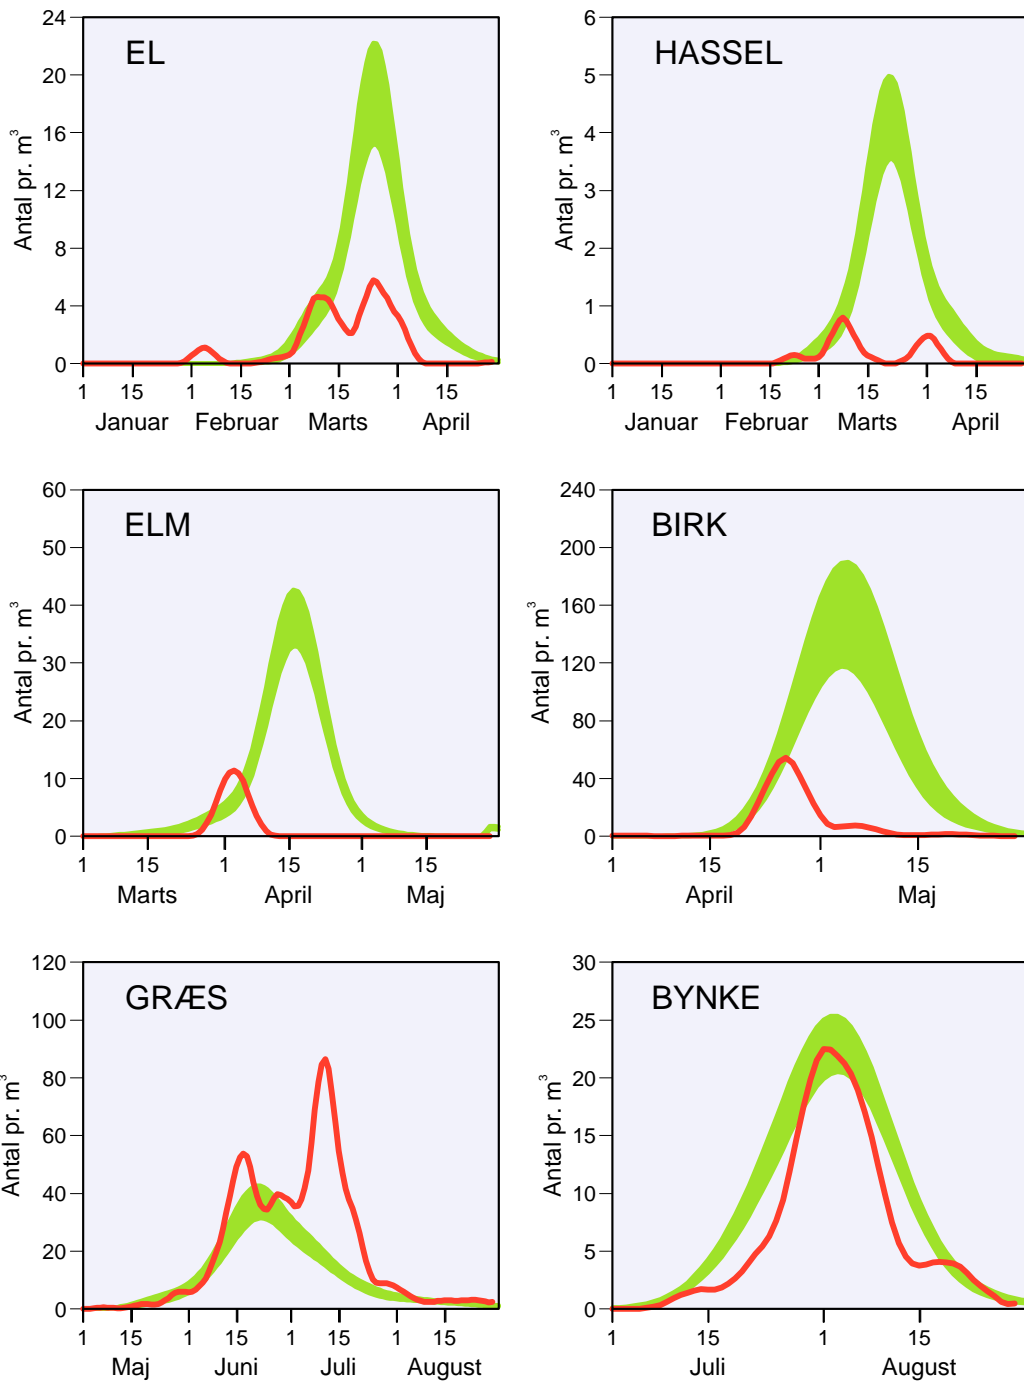 EL
Antal pr. m³
24
20
16
12
8
4
0
1 15 1 15 1 15 1 15
Januar Februar Marts April
HASSEL
Antal pr. m³
6
5
4
3
2
1
0
1 15 1 15 1 15 1 15
Januar Februar Marts April
ELM
Antal pr. m³
60
50
40
30
20
10
0
1 15 1 15 1 15
Marts April Maj
BIRK
Antal pr. m³
240
200
160
120
80
40
0
15 1 15
April Maj
GRÆS
Antal pr. m³
120
100
80
60
40
20
0
1 15 1 15 1 15 1 15
Maj Juni Juli August
BYNKE
Antal pr. m³
30
25
20
15
10
5
0
1 15 1 15
Juli August